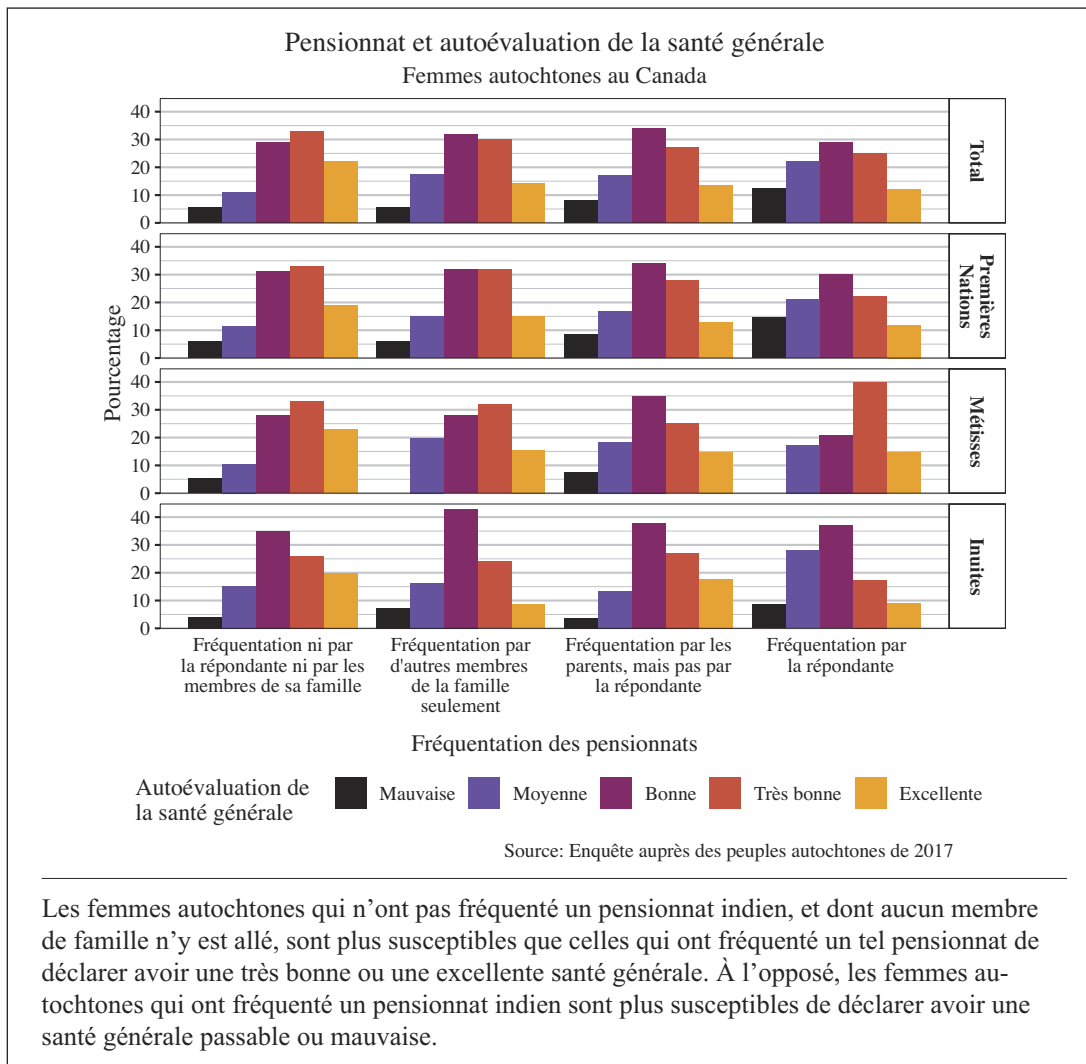 Pensionnat et autoévaluation de la santé générale
Femmes autochtones au Canada
Pourcentage
40
30
20
10
0
Total
40
30
20
10
0
Premières
Nations
40
30
20
10
0
Métisses
40
30
20
10
0
Inuites
Fréquentation ni par
la répondante ni par les
membres de sa famille
Fréquentation par
d'autres membres
de la famille
seulement
Fréquentation par les
parents, mais pas par
la répondante
Fréquentation par
la répondante
Fréquentation des pensionnats
Autoévaluation de
la santé générale
Mauvaise
Moyenne
Bonne
Très bonne
Excellente
Source: Enquête auprès des peuples autochtones de 2017
Les femmes autochtones qui n’ont pas fréquenté un pensionnat indien, et dont aucun membre
de famille n’y est allé, sont plus susceptibles que celles qui ont fréquenté un tel pensionnat de
déclarer avoir une très bonne ou une excellente santé générale. À l’opposé, les femmes au-
tochtones qui ont fréquenté un pensionnat indien sont plus susceptibles de déclarer avoir une
santé générale passable ou mauvaise.